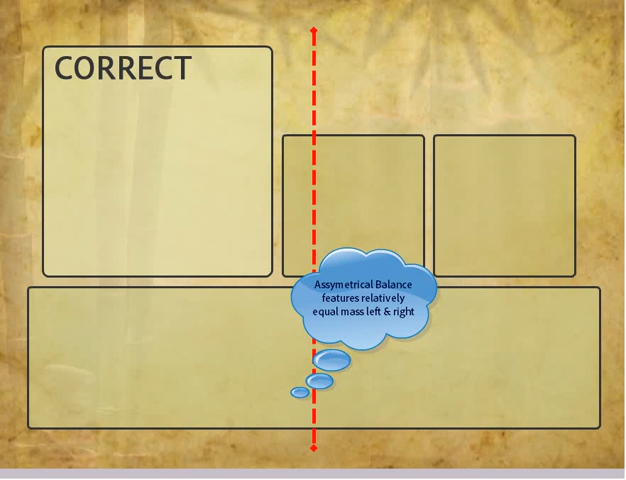 CORRECT
Assymetrical Balance
features relatively
equal mass left & right